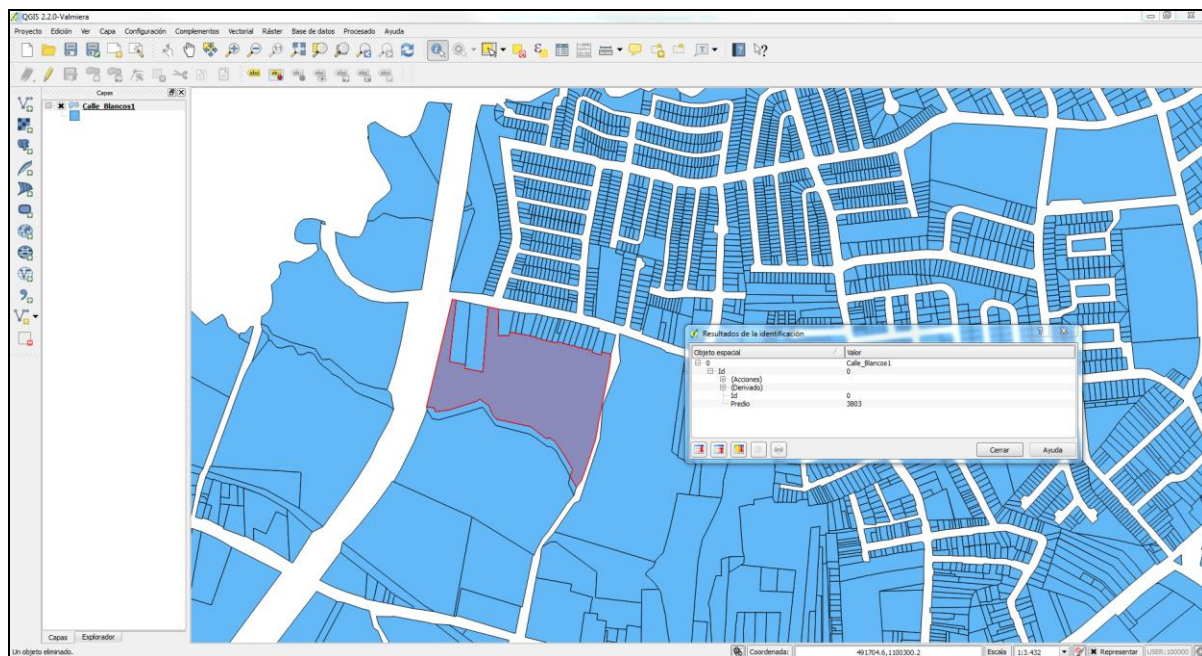 QGIS 2.2.0-Valmiera
Proyecto Edición Ver Capa Configuración Complementos Vectorial Ráster Base de datos Procesado Ayuda
Capas
Calle_Blancos1
Resultados de la identificación
Objeto espacial Valor
0 Calle_Blancos1
Id 0
(Acciones)
(Derivado)
Id 0
Predio 3803
Cerrar Ayuda
Capas Explorador
Un objeto eliminado. Coordenada: 491704.6,1100300.2 Escala 1:3.432 Representar USER:100000